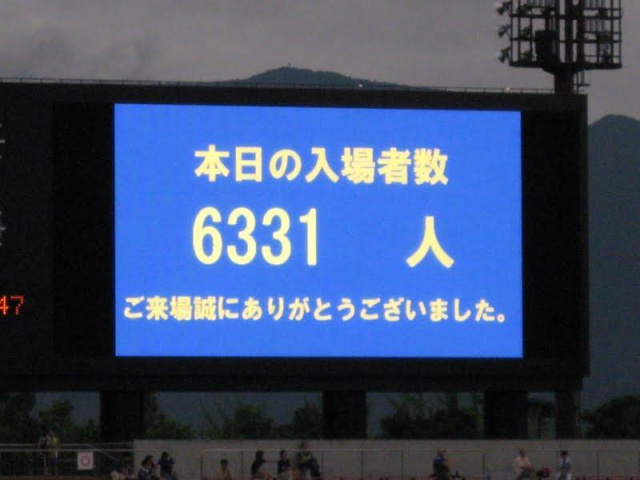 本日の入場者数
6331 人
ご来場誠にありがとうございました。
47